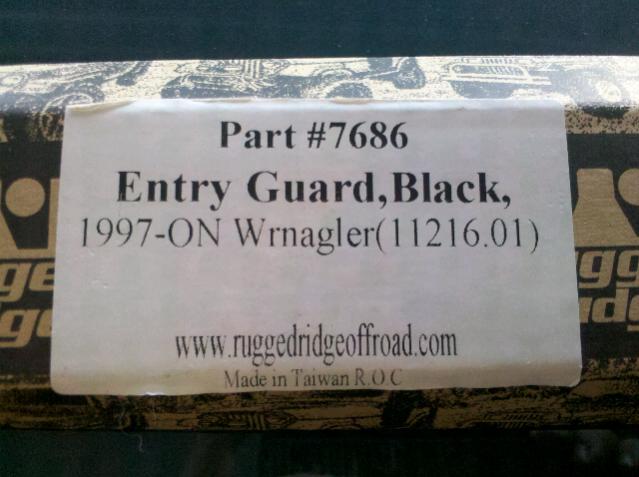 Part #7686
Entry Guard,Black,
1997-ON Wrnagler(11216.01)
www.ruggedridgeoffroad.com
Made in Taiwan R.O.C